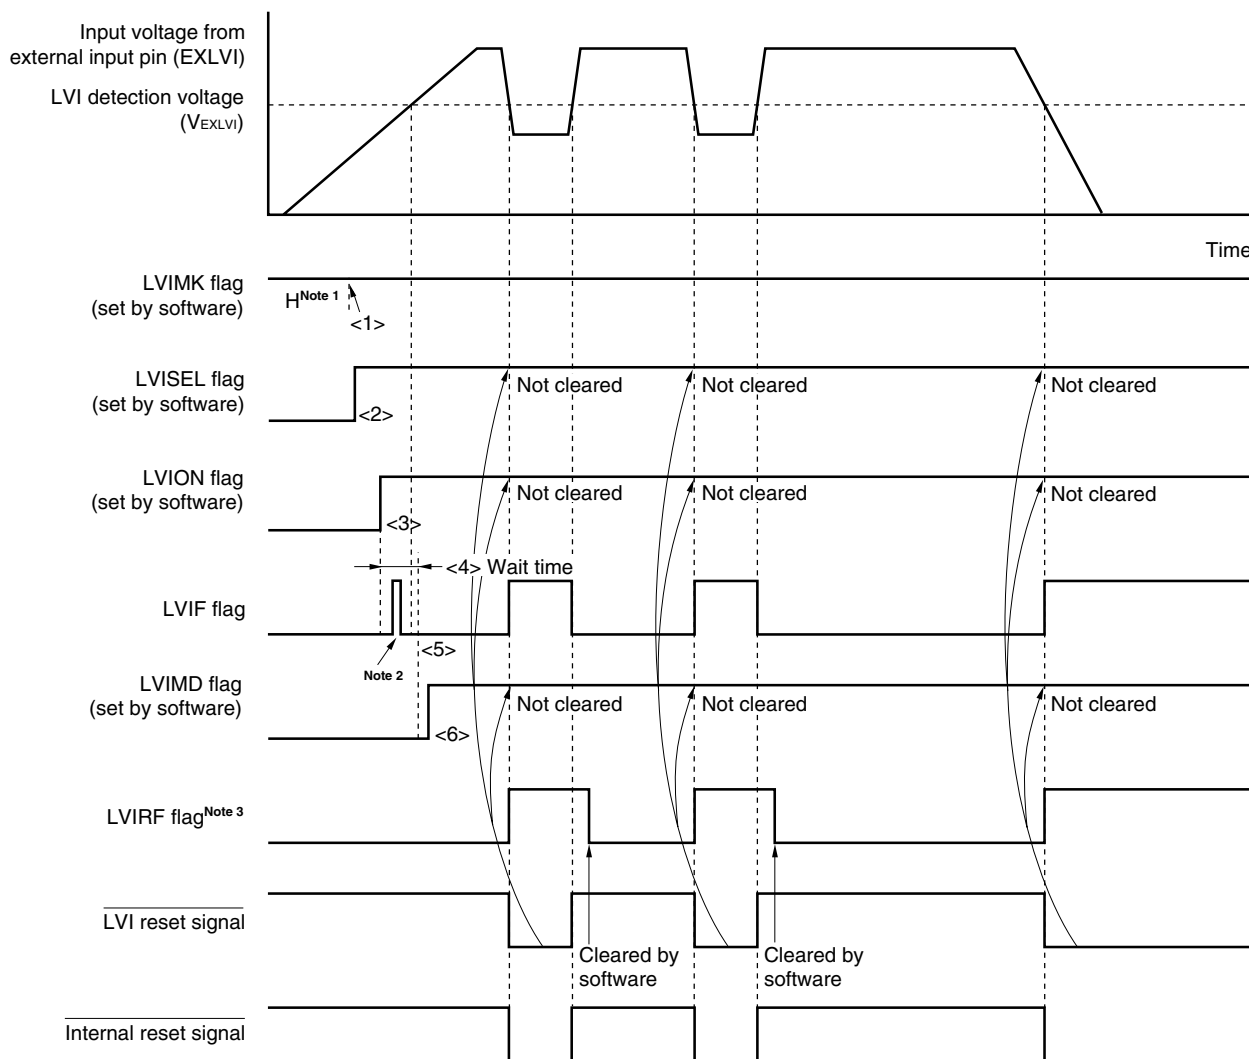 Input voltage from
external input pin (EXLVI)
LVI detection voltage
(VEXLVI)
Time
LVIMK flag
(set by software)
H Note 1
<1>
LVISEL flag
(set by software)
<2>
Not cleared
Not cleared
Not cleared
LVION flag
(set by software)
<3>
Not cleared
Not cleared
Not cleared
<4> Wait time
LVIF flag
Note 2
<5>
LVIMD flag
(set by software)
<6>
Not cleared
Not cleared
Not cleared
LVIRF flag Note 3
LVI reset signal
Cleared by
software
Cleared by
software
Internal reset signal